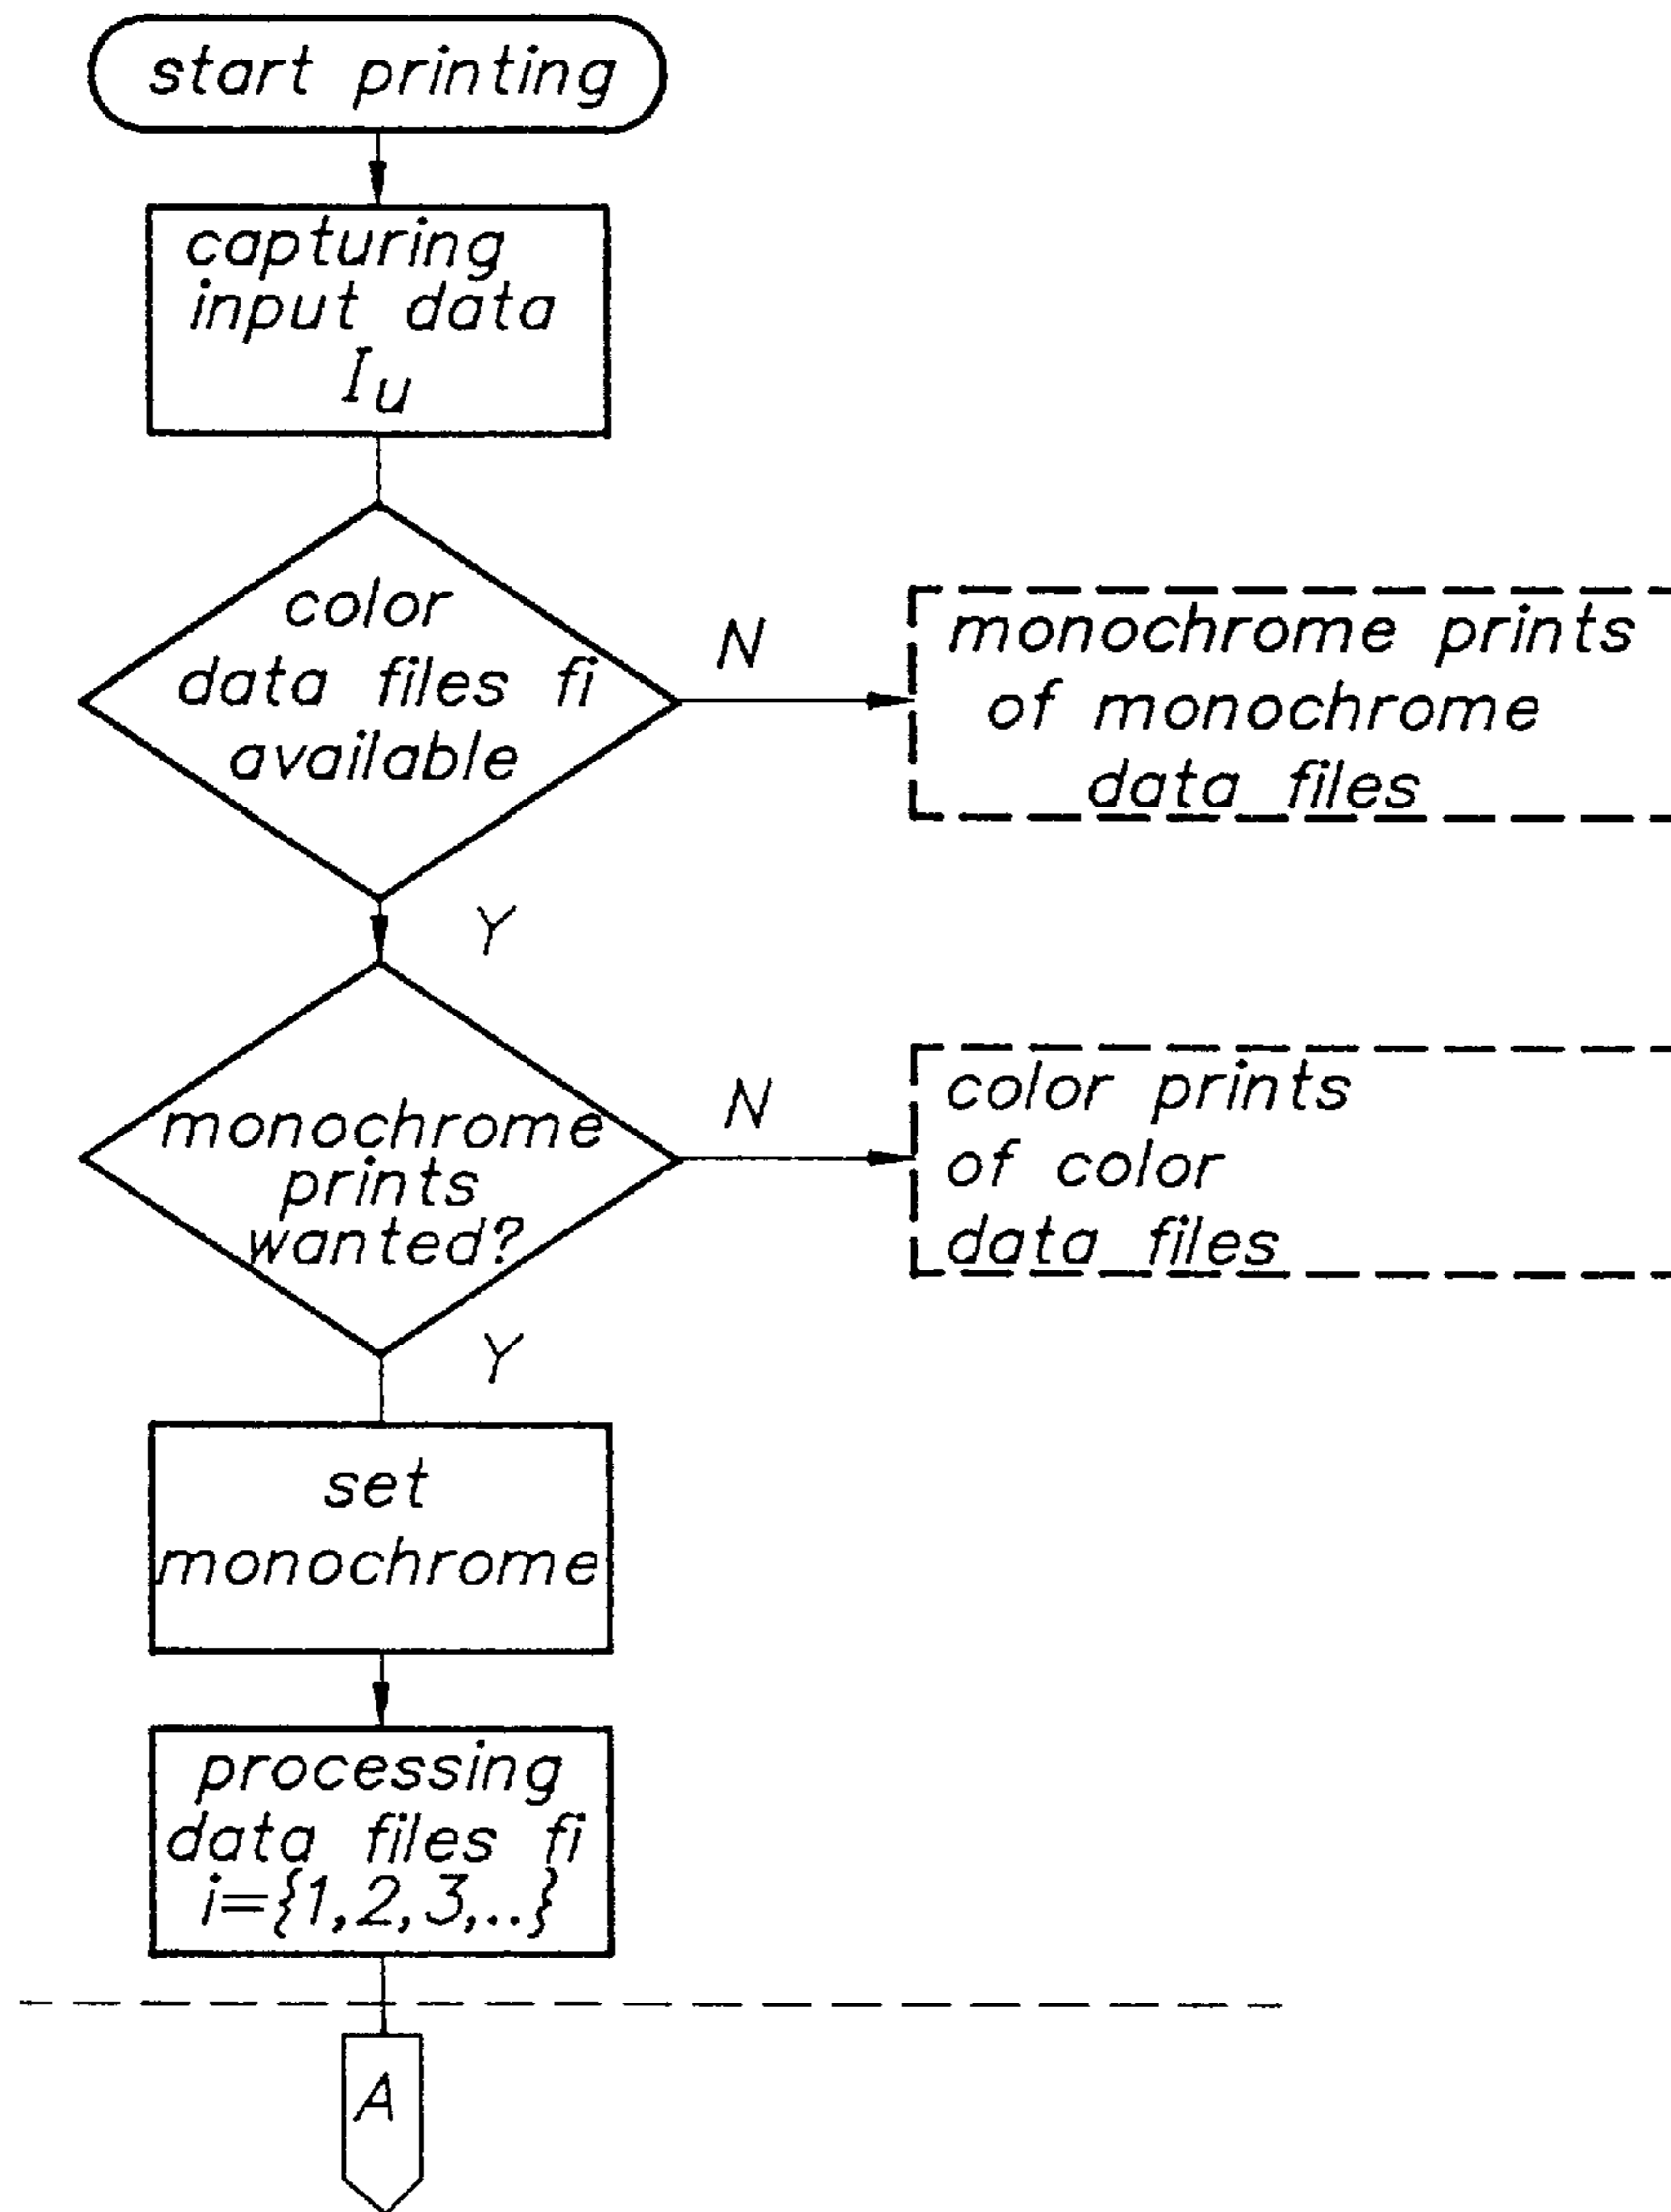 start printing
capturing
input data
Iu
color
data files fi
available
N
monochrome prints
of monochrome
data files
Y
monochrome
prints
wanted?
N
color prints
of color
data files
Y
set
monochrome
processing
data files fi
i={1,2,3,..}
A